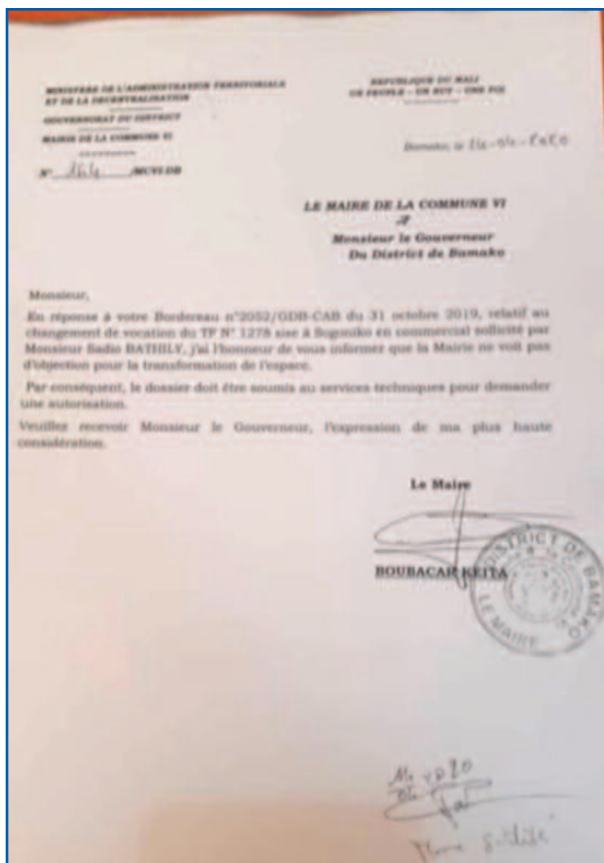 MINISTERE DE L'ADMINISTRATION TERRITORIALE
ET DE LA DECENTRALISATION
GOUVERNORAT DU DISTRICT
MAIRIE DE LA COMMUNE VI
N° 164 /MCVI-DB
REPUBLIQUE DU MALI
UN PEUPLE - UN BUT - UNE FOI
Bamako, le
LE MAIRE DE LA COMMUNE VI
Monsieur le Gouverneur
Du District de Bamako
Monsieur,
En réponse à votre Bordereau n°2052/GDB-CAB du 31 octobre 2019, relatif au
changement de vocation du TF N° 1278 sise à Sogoniko en commercial sollicité par
Monsieur Sadio BATHILY, j'ai l'honneur de vous informer que la Mairie ne voit pas
d'objection pour la transformation de l'espace.
Par conséquent, le dossier doit être soumis au services techniques pour demander
une autorisation.
Veuillez recevoir Monsieur le Gouverneur, l'expression de ma plus haute
considération.
Le Maire
BOUBACAR KEITA
DISTRICT DE BAMAKO
LE MAIRE